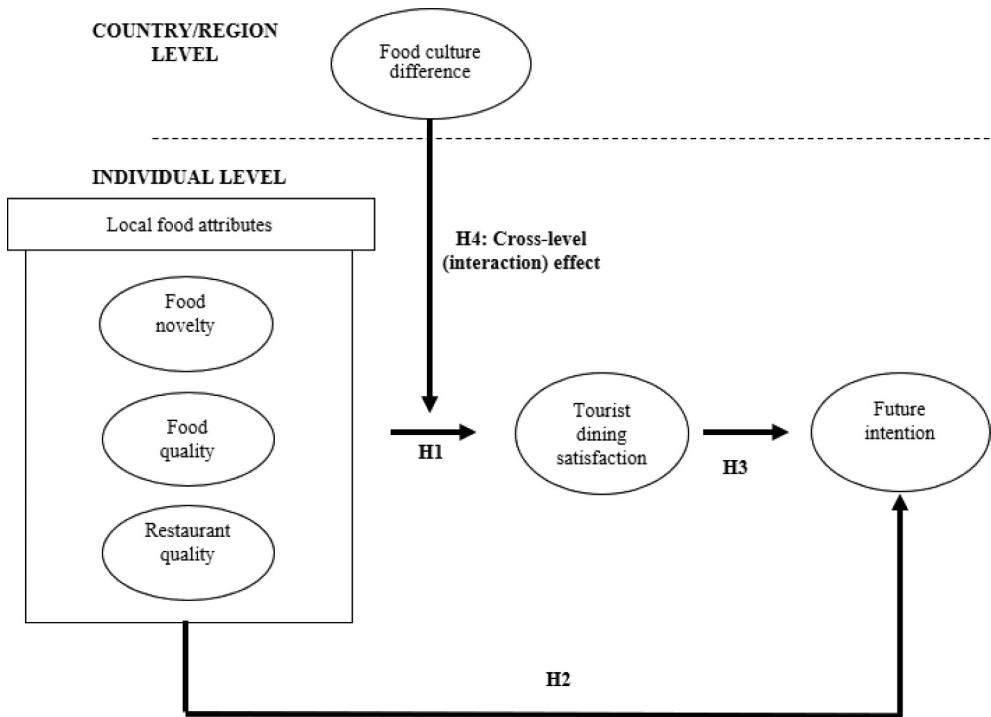 COUNTRY/REGION
LEVEL
Food culture
difference
INDIVIDUAL LEVEL
Local food attributes
H4: Cross-level
(interaction) effect
Food
novelty
Food
quality
Restaurant
quality
H1
Tourist
dining
satisfaction
H3
Future
intention
H2